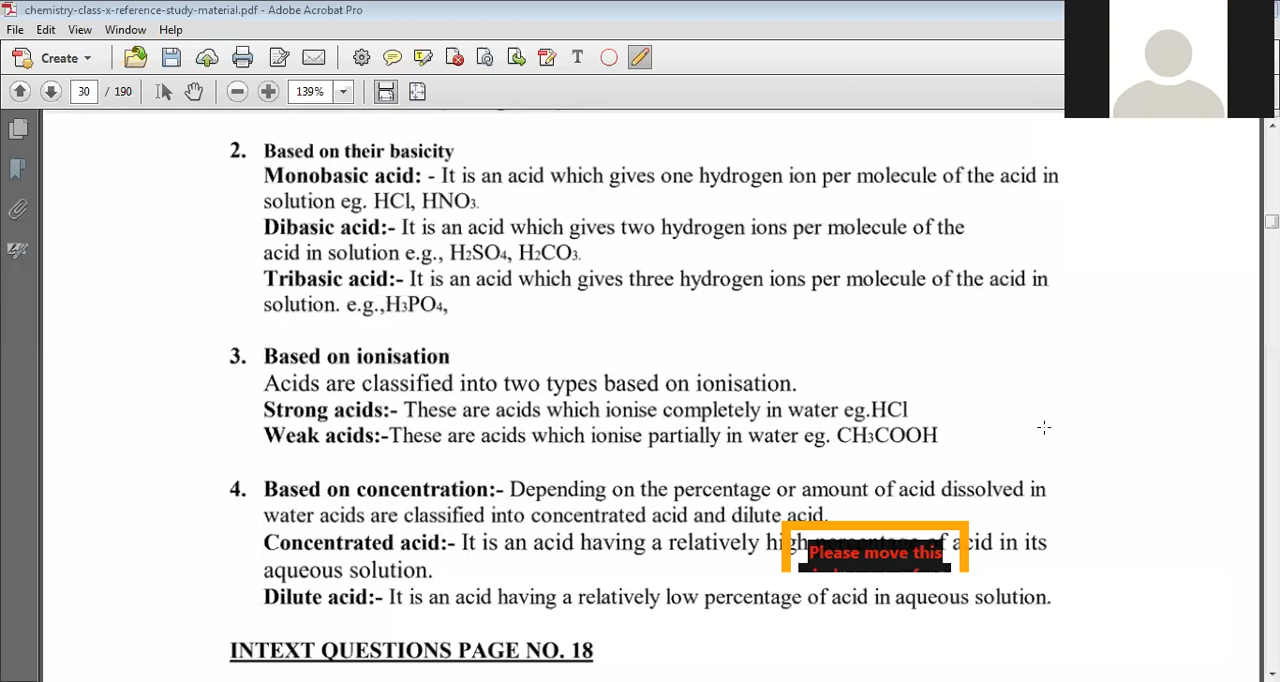 chemistry-class-x-reference-study-material.pdf - Adobe Acrobat Pro
File Edit View Window Help
Create
30 / 190 139%
2. Based on their basicity
Monobasic acid: - It is an acid which gives one hydrogen ion per molecule of the acid in
solution eg. HCl, HNO₃.
Dibasic acid:- It is an acid which gives two hydrogen ions per molecule of the
acid in solution e.g., H₂SO₄, H₂CO₃.
Tribasic acid:- It is an acid which gives three hydrogen ions per molecule of the acid in
solution. e.g.,H₃PO₄,
3. Based on ionisation
Acids are classified into two types based on ionisation.
Strong acids:- These are acids which ionise completely in water eg.HCl
Weak acids:-These are acids which ionise partially in water eg. CH₃COOH
4. Based on concentration:- Depending on the percentage or amount of acid dissolved in
water acids are classified into concentrated acid and dilute acid.
Concentrated acid:- It is an acid having a relatively high percentage of acid in its
Please move this
aqueous solution.
Dilute acid:- It is an acid having a relatively low percentage of acid in aqueous solution.
INTEXT QUESTIONS PAGE NO. 18